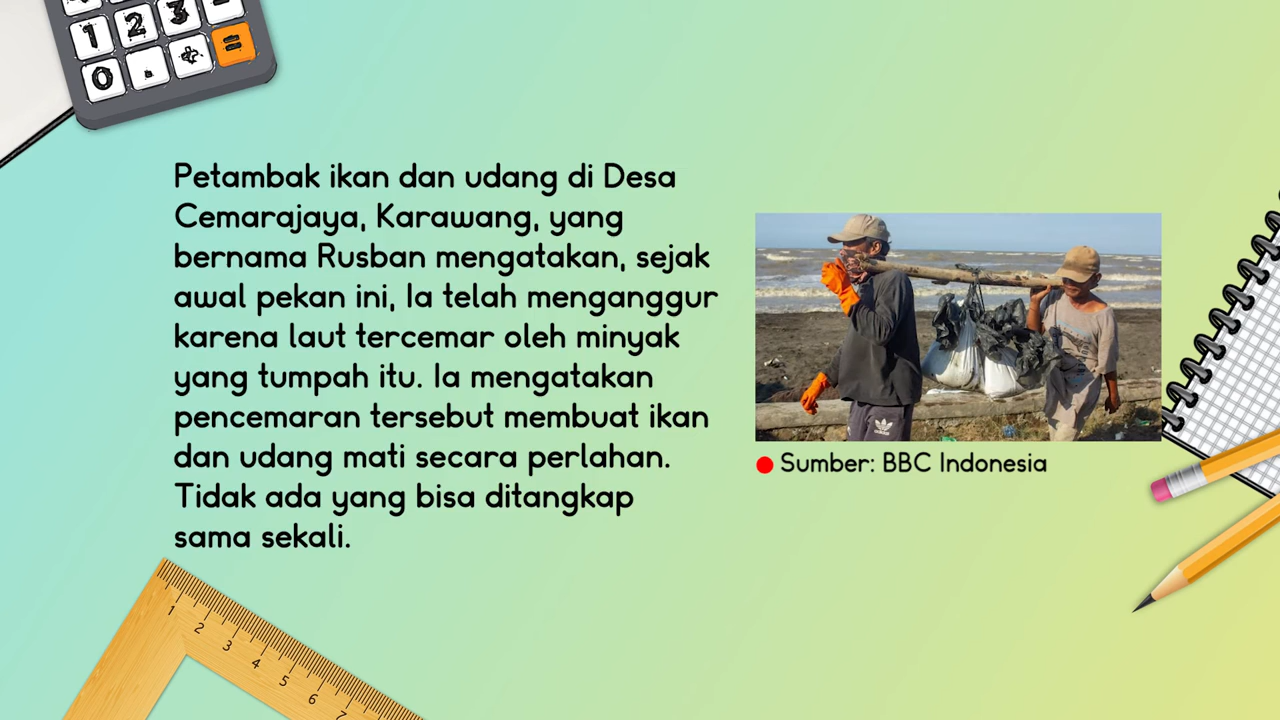 1 2 3
0 . ÷ =
Petambak ikan dan udang di Desa
Cemarajaya, Karawang, yang
bernama Rusban mengatakan, sejak
awal pekan ini, Ia telah menganggur
karena laut tercemar oleh minyak
yang tumpah itu. Ia mengatakan
pencemaran tersebut membuat ikan
dan udang mati secara perlahan.
Tidak ada yang bisa ditangkap
sama sekali.
adidas
Sumber: BBC Indonesia
1 2 3 4 5 6 7